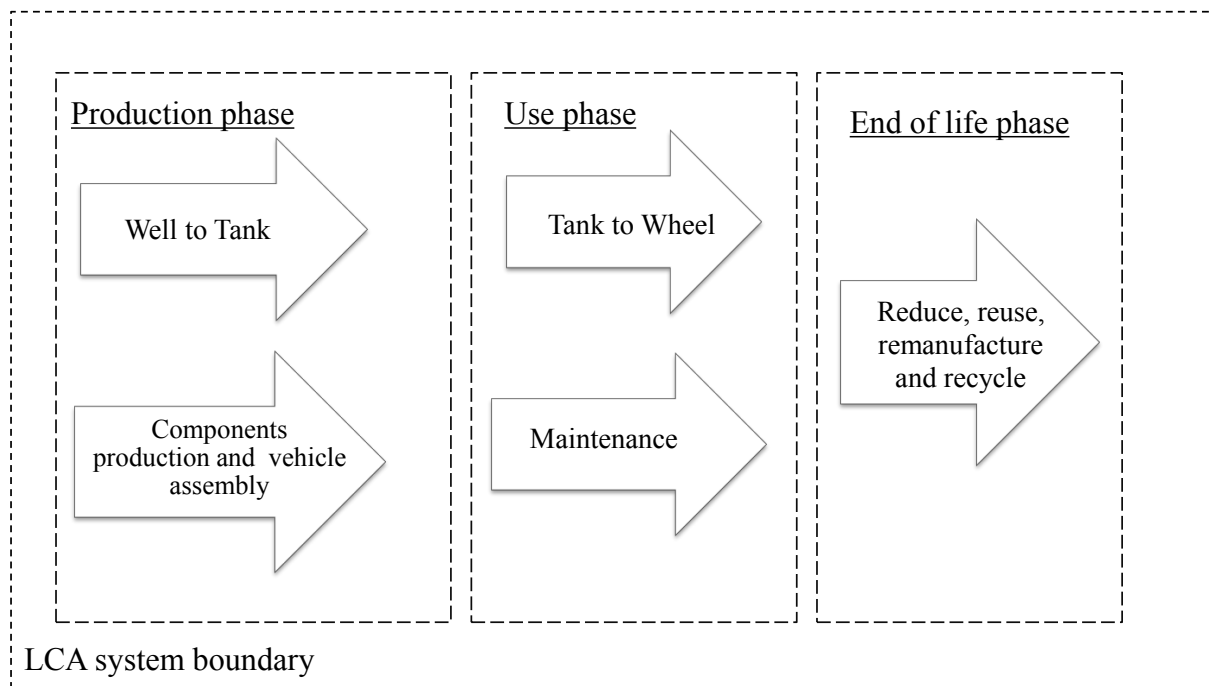 Production phase
Well to Tank
Components
production and vehicle
assembly
Use phase
Tank to Wheel
Maintenance
End of life phase
Reduce, reuse,
remanufacture
and recycle
LCA system boundary